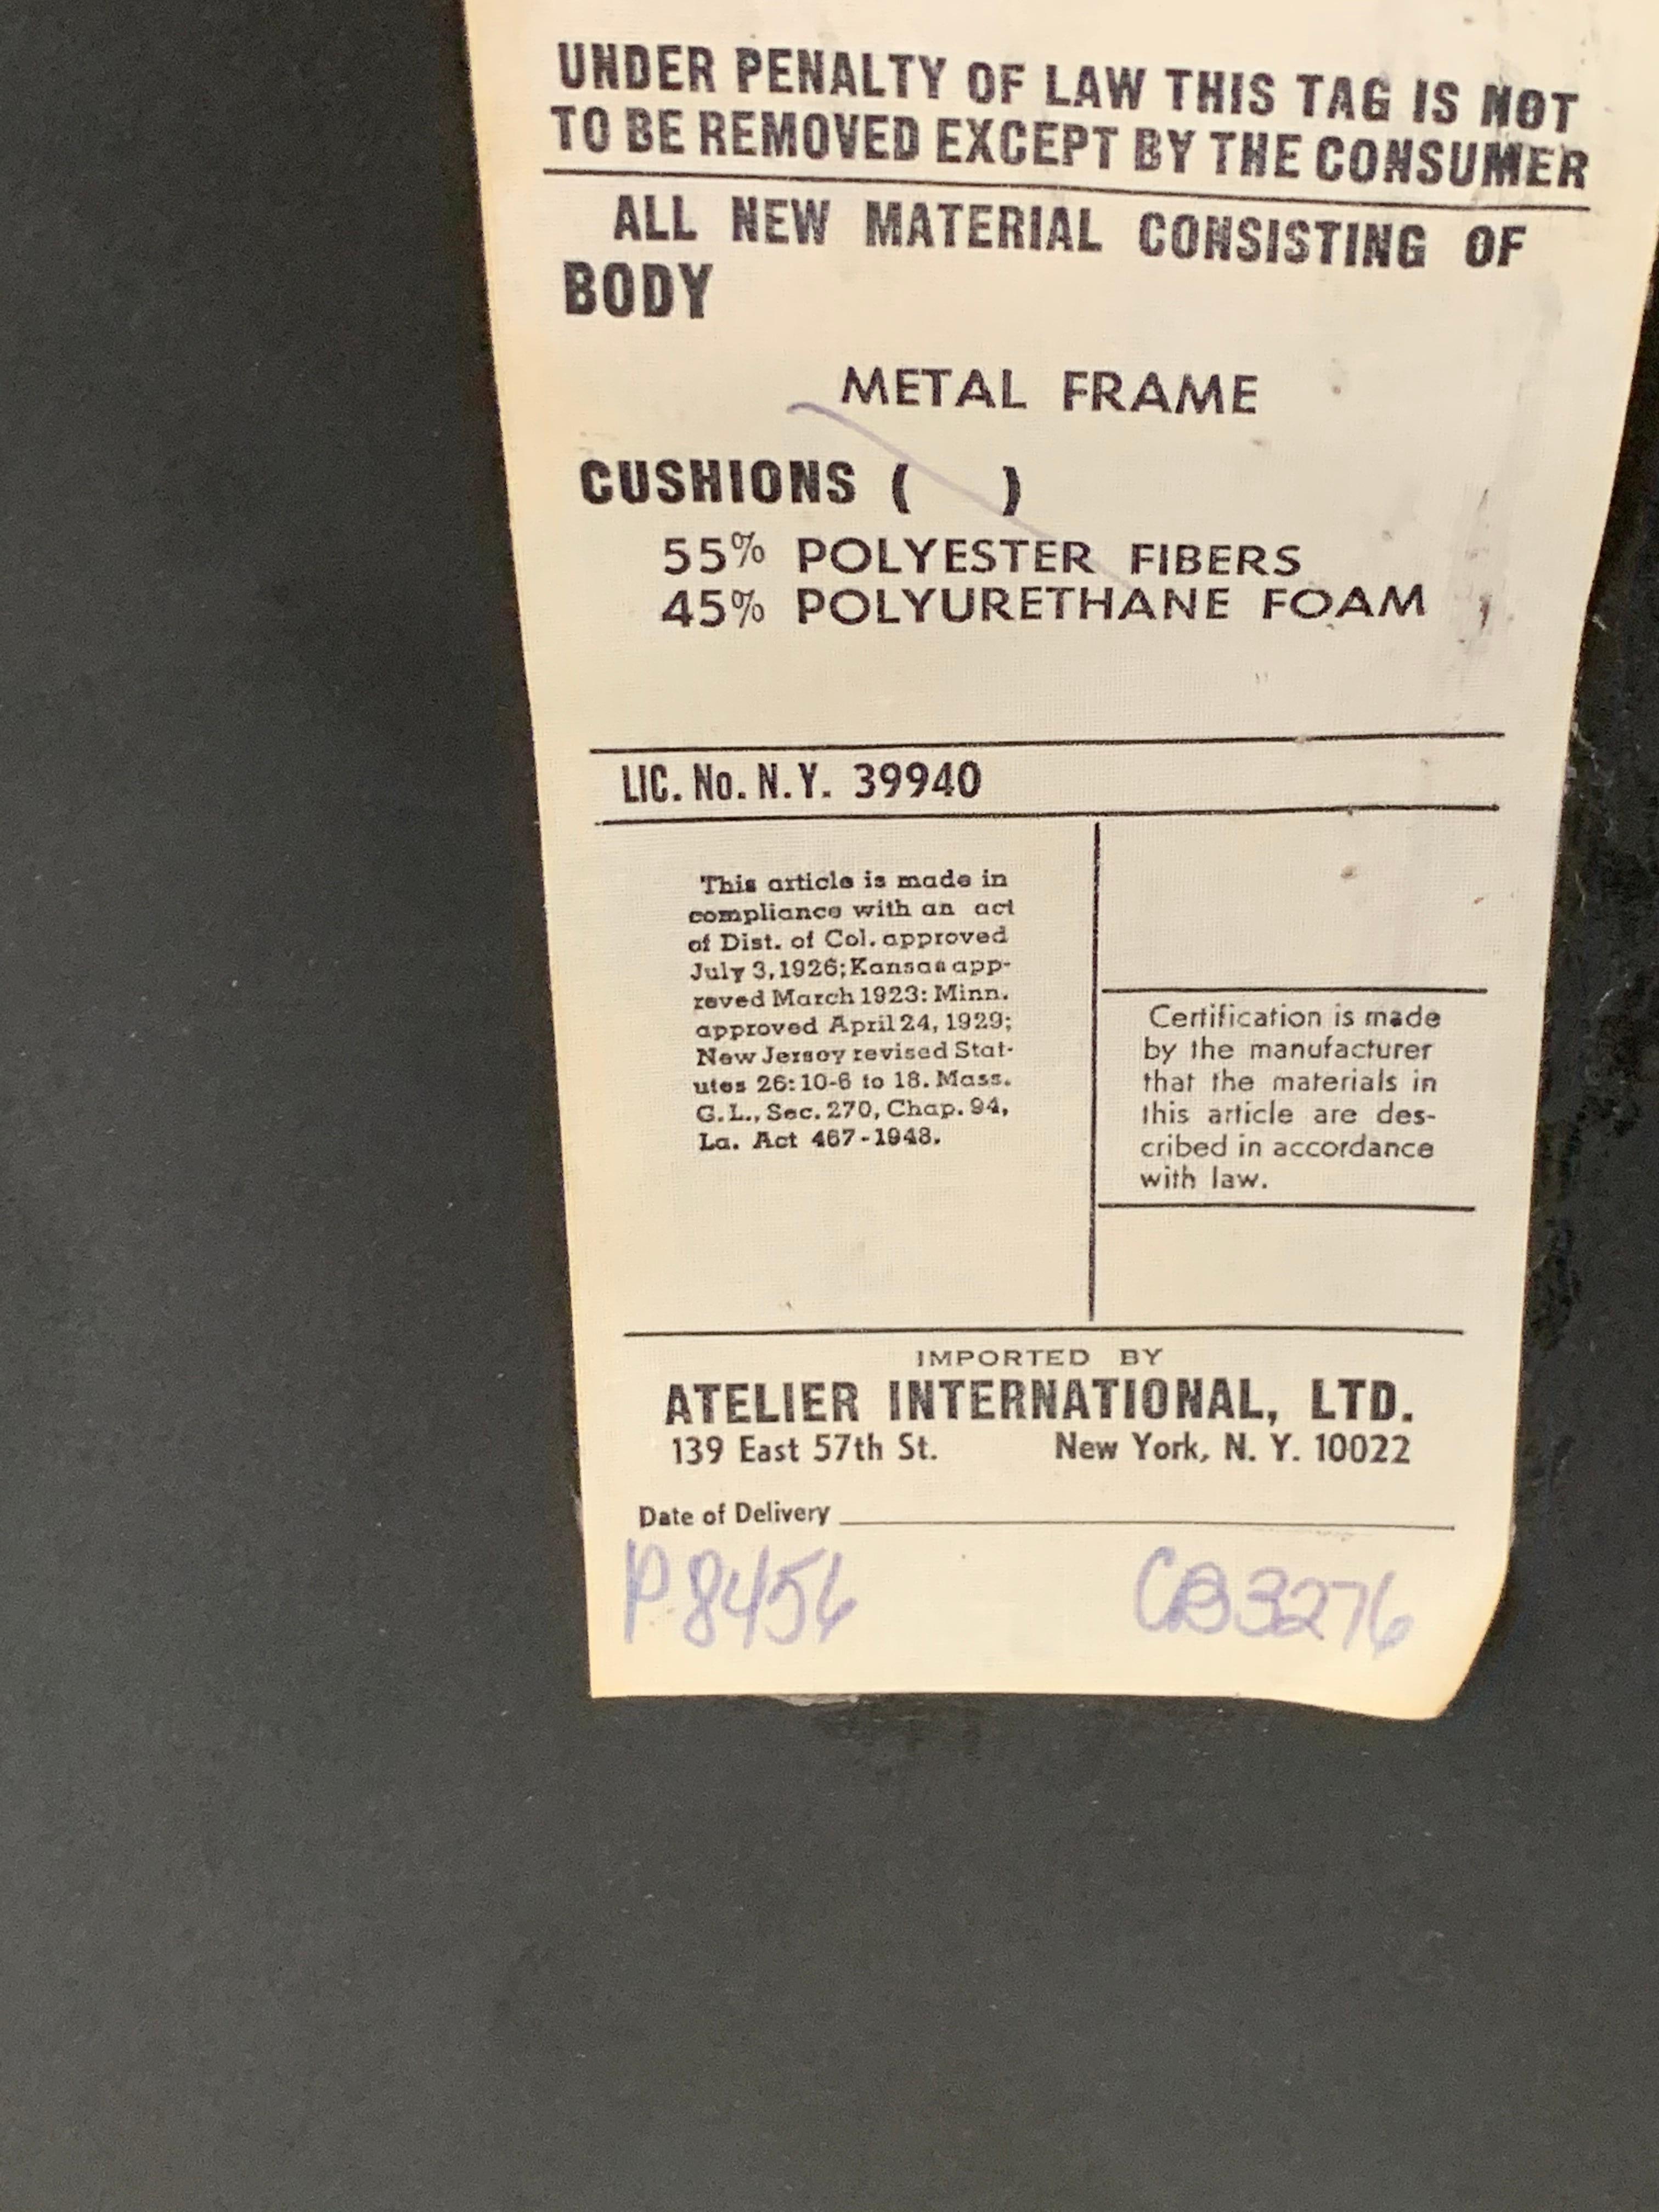 UNDER PENALTY OF LAW THIS TAG IS NOT
TO BE REMOVED EXCEPT BY THE CONSUMER
ALL NEW MATERIAL CONSISTING OF
BODY
METAL FRAME
CUSHIONS ( )
55% POLYESTER FIBERS
45% POLYURETHANE FOAM
LIC. No. N.Y. 39940
This article is made in
compliance with an act
of Dist. of Col. approved
July 3, 1926; Kansas app-
roved March 1923: Minn.
approved April 24, 1929;
New Jersey revised Stat-
utes 26: 10-6 to 18. Mass.
G. L., Sec. 270, Chap. 94,
La. Act 467-1948.
Certification is made
by the manufacturer
that the materials in
this article are des-
cribed in accordance
with law.
IMPORTED BY
ATELIER INTERNATIONAL, LTD.
139 East 57th St. New York, N. Y. 10022
Date of Delivery
P8456 CB3276